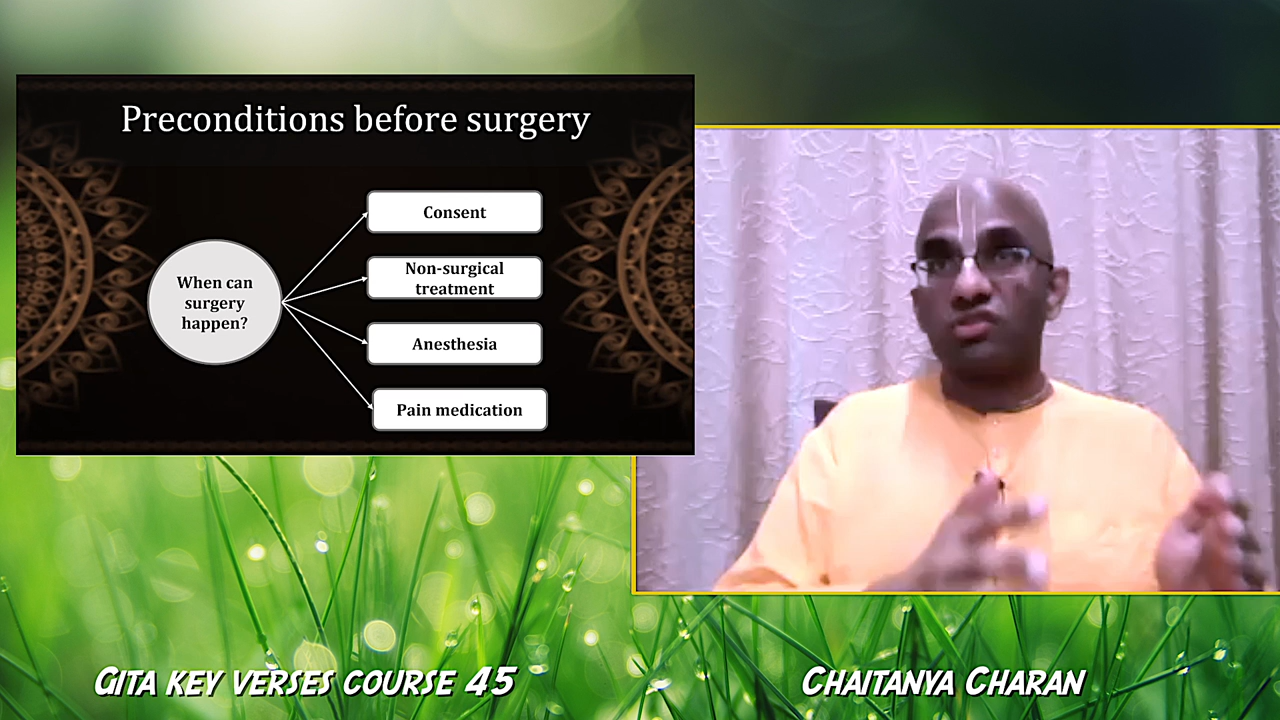 Preconditions before surgery
When can
surgery
happen?
Consent
Non-surgical
treatment
Anesthesia
Pain medication
GITA KEY VERSES COURSE 45
CHAITANYA CHARAN